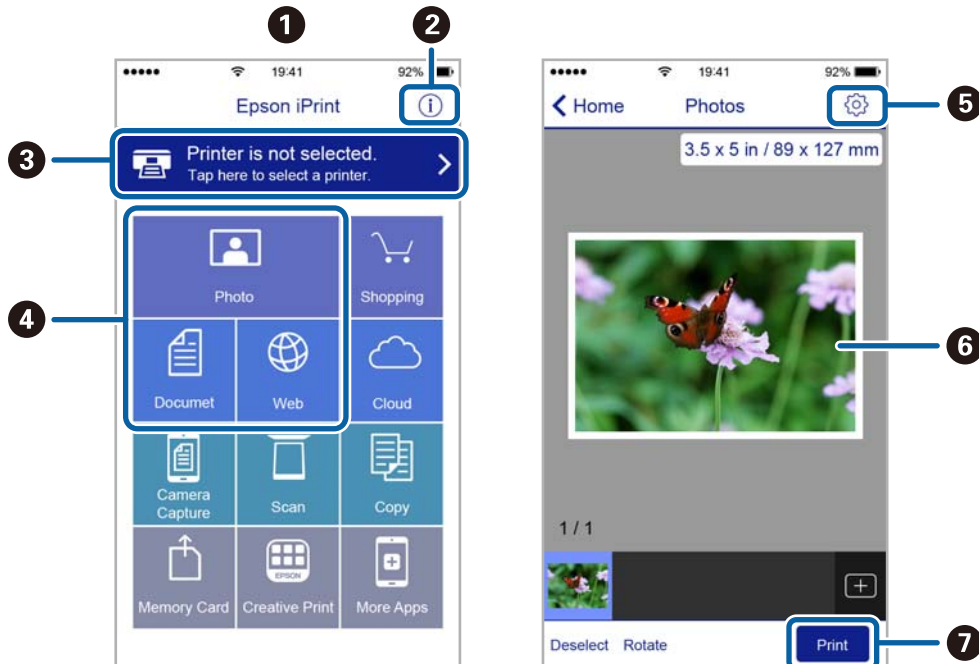 1
2
19:41
92%
Epson iPrint
3
Printer is not selected.
Tap here to select a printer.
4
Photo
Shopping
Documet
Web
Cloud
Camera
Capture
Scan
Copy
EPSON
Memory Card
Creative Print
More Apps
19:41
92%
Home
Photos
5
3.5 x 5 in / 89 x 127 mm
6
1 / 1
Deselect
Rotate
Print
7